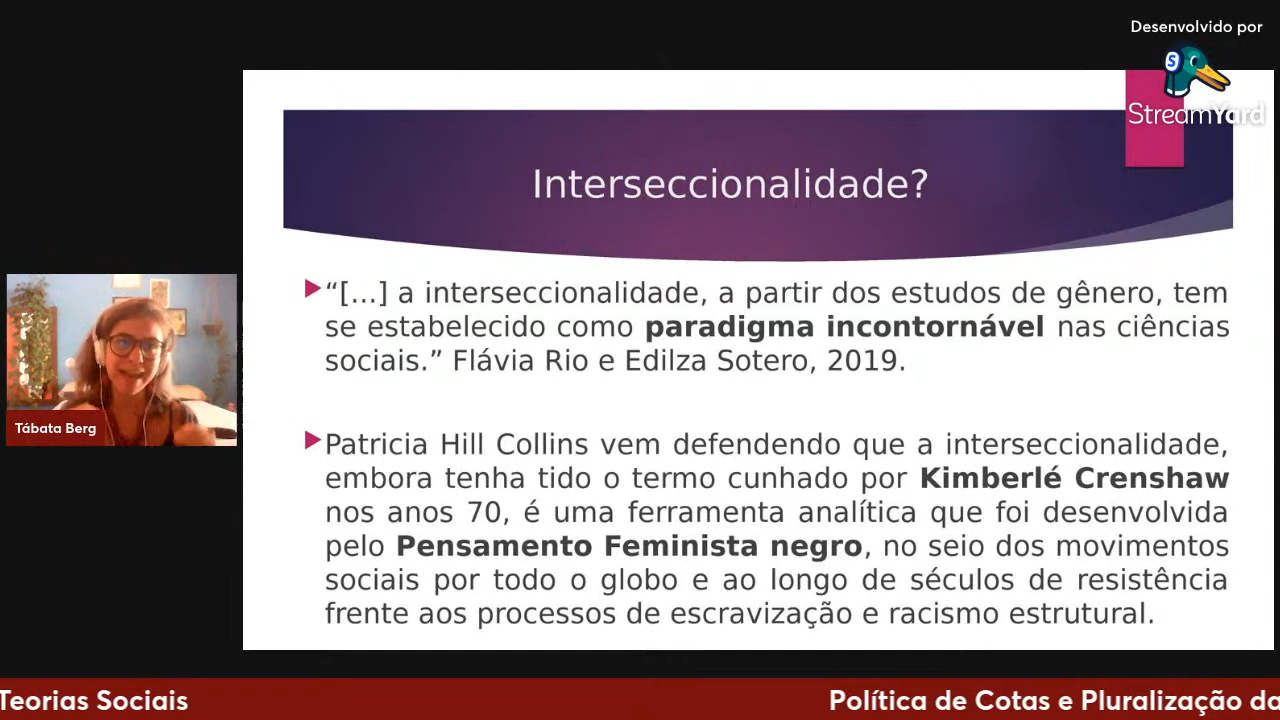 Desenvolvido por
StreamYard
Interseccionalidade?
“[...] a interseccionalidade, a partir dos estudos de gênero, tem
se estabelecido como paradigma incontornável nas ciências
sociais.” Flávia Rio e Edilza Sotero, 2019.
Patricia Hill Collins vem defendendo que a interseccionalidade,
embora tenha tido o termo cunhado por Kimberlé Crenshaw
nos anos 70, é uma ferramenta analítica que foi desenvolvida
pelo Pensamento Feminista negro, no seio dos movimentos
sociais por todo o globo e ao longo de séculos de resistência
frente aos processos de escravização e racismo estrutural.
Tábata Berg
Teorias Sociais
Política de Cotas e Pluralização da